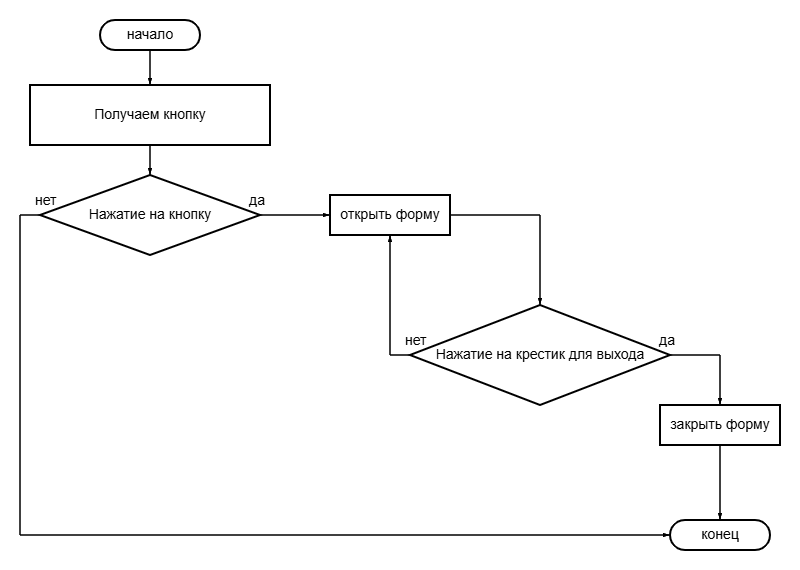 начало
Получаем кнопку
нет
да
Нажатие на кнопку
открыть форму
нет
да
Нажатие на крестик для выхода
закрыть форму
конец